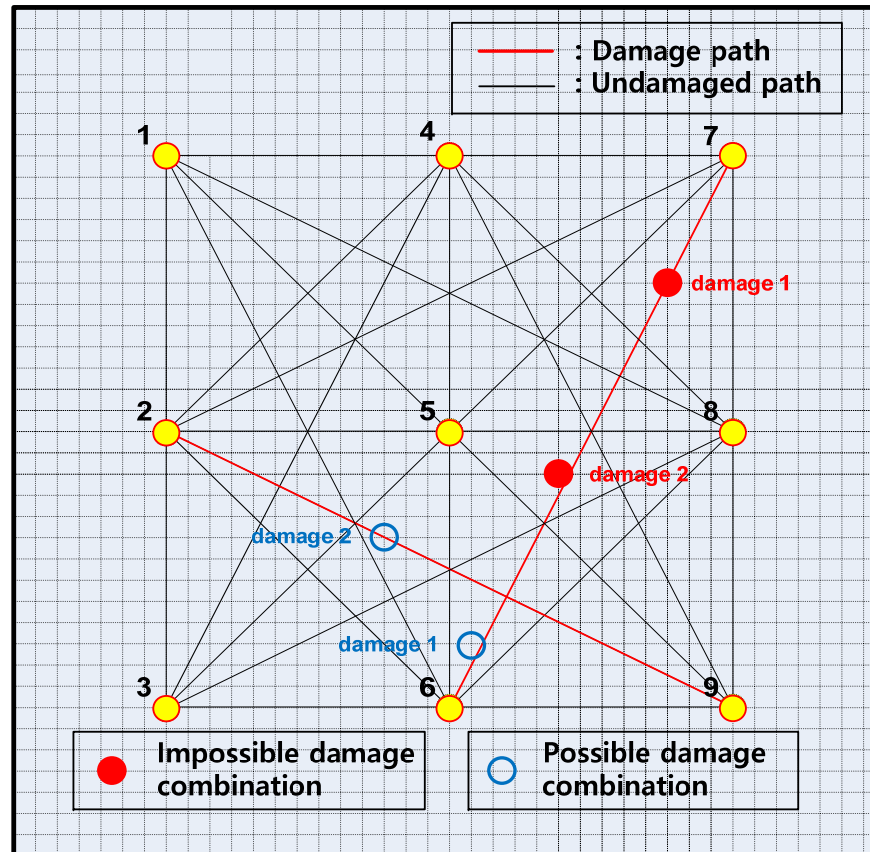 : Damage path
: Undamaged path
1
4
7
damage 1
2
5
8
damage 2
damage 2
damage 1
3
6
9
Impossible damage
combination
Possible damage
combination